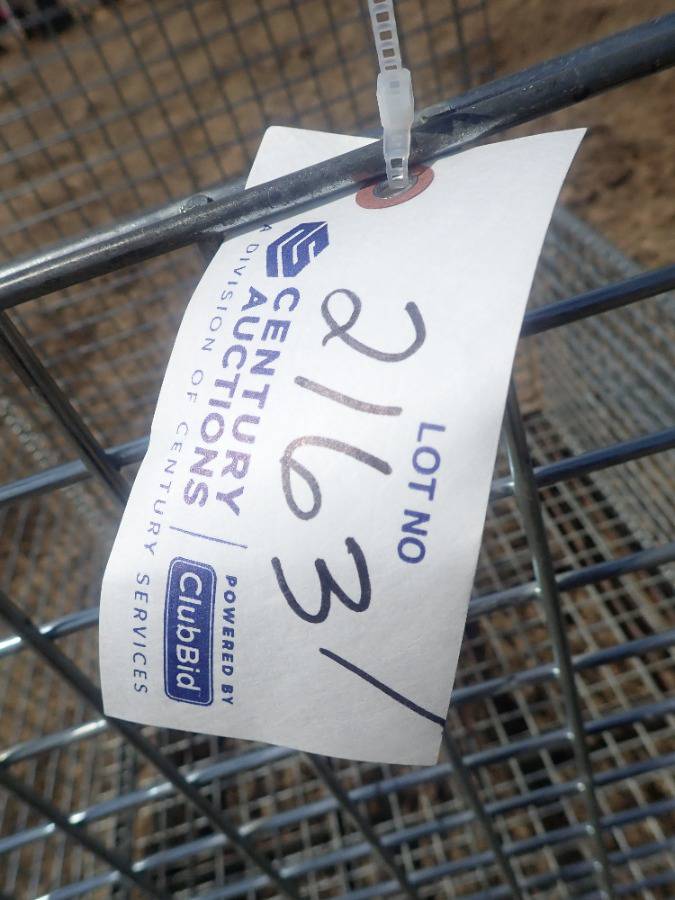 LOT NO
21631
CENTURY
AUCTIONS
A DIVISION OF CENTURY SERVICES
POWERED BY
ClubBid